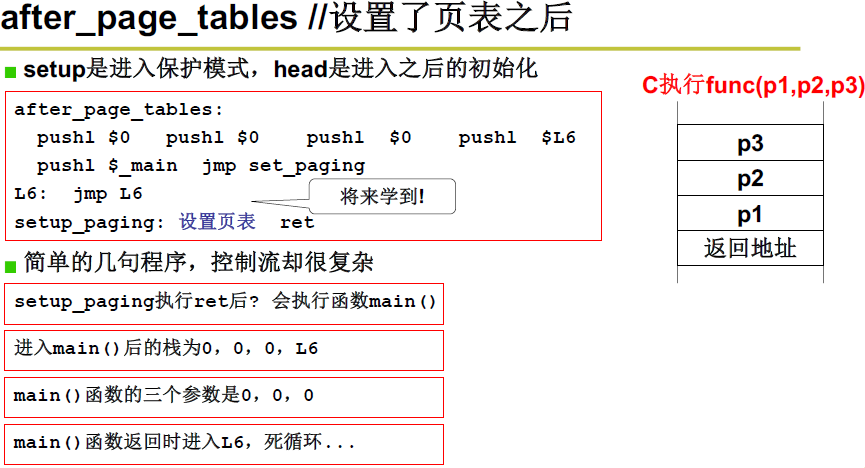 after_page_tables //设置了页表之后
setup是进入保护模式，head是进入之后的初始化
after_page_tables:
pushl $0 pushl $0 pushl $0 pushl $L6
pushl $_main jmp set_paging
L6: jmp L6
setup_paging: 设置页表 ret
将来学到!
简单的几句程序，控制流却很复杂
setup_paging执行ret后? 会执行函数main()
进入main()后的栈为0，0，0，L6
main()函数的三个参数是0，0，0
main()函数返回时进入L6，死循环...
C执行func(p1,p2,p3)
p3
p2
p1
返回地址